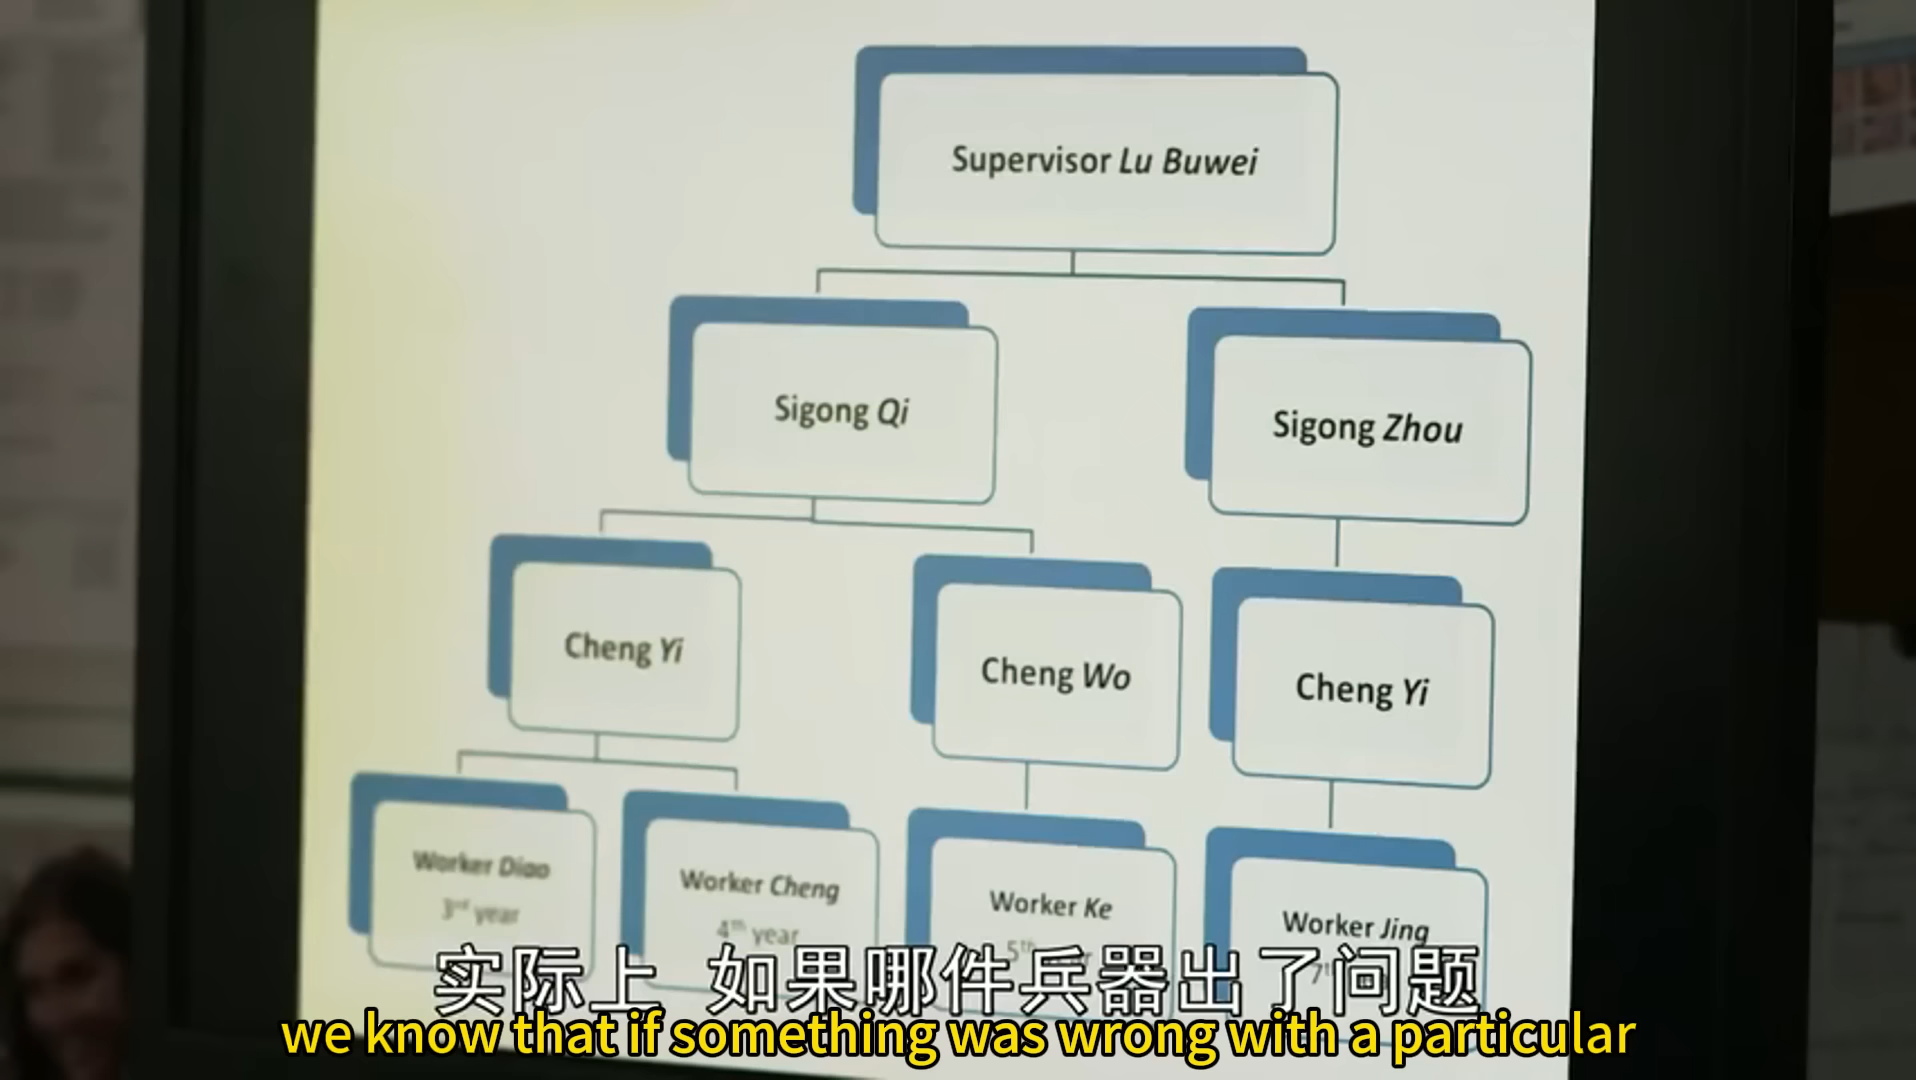 Supervisor Lu Buwei
Sigong Qi
Sigong Zhou
Cheng Yi
Cheng Wo
Cheng Yi
Worker Diao
3rd year
Worker Cheng
4th year
Worker Ke
5th
Worker Jing
实际上 如果哪件兵器出了问题
we know that if something was wrong with a particular